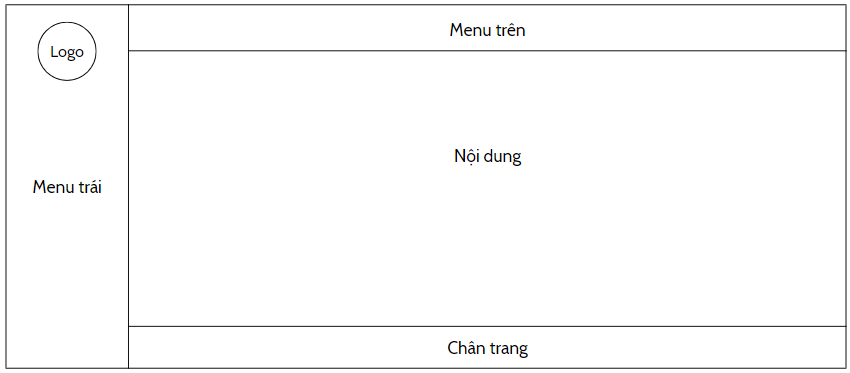 Logo
Menu trái
Menu trên
Nội dung
Chân trang